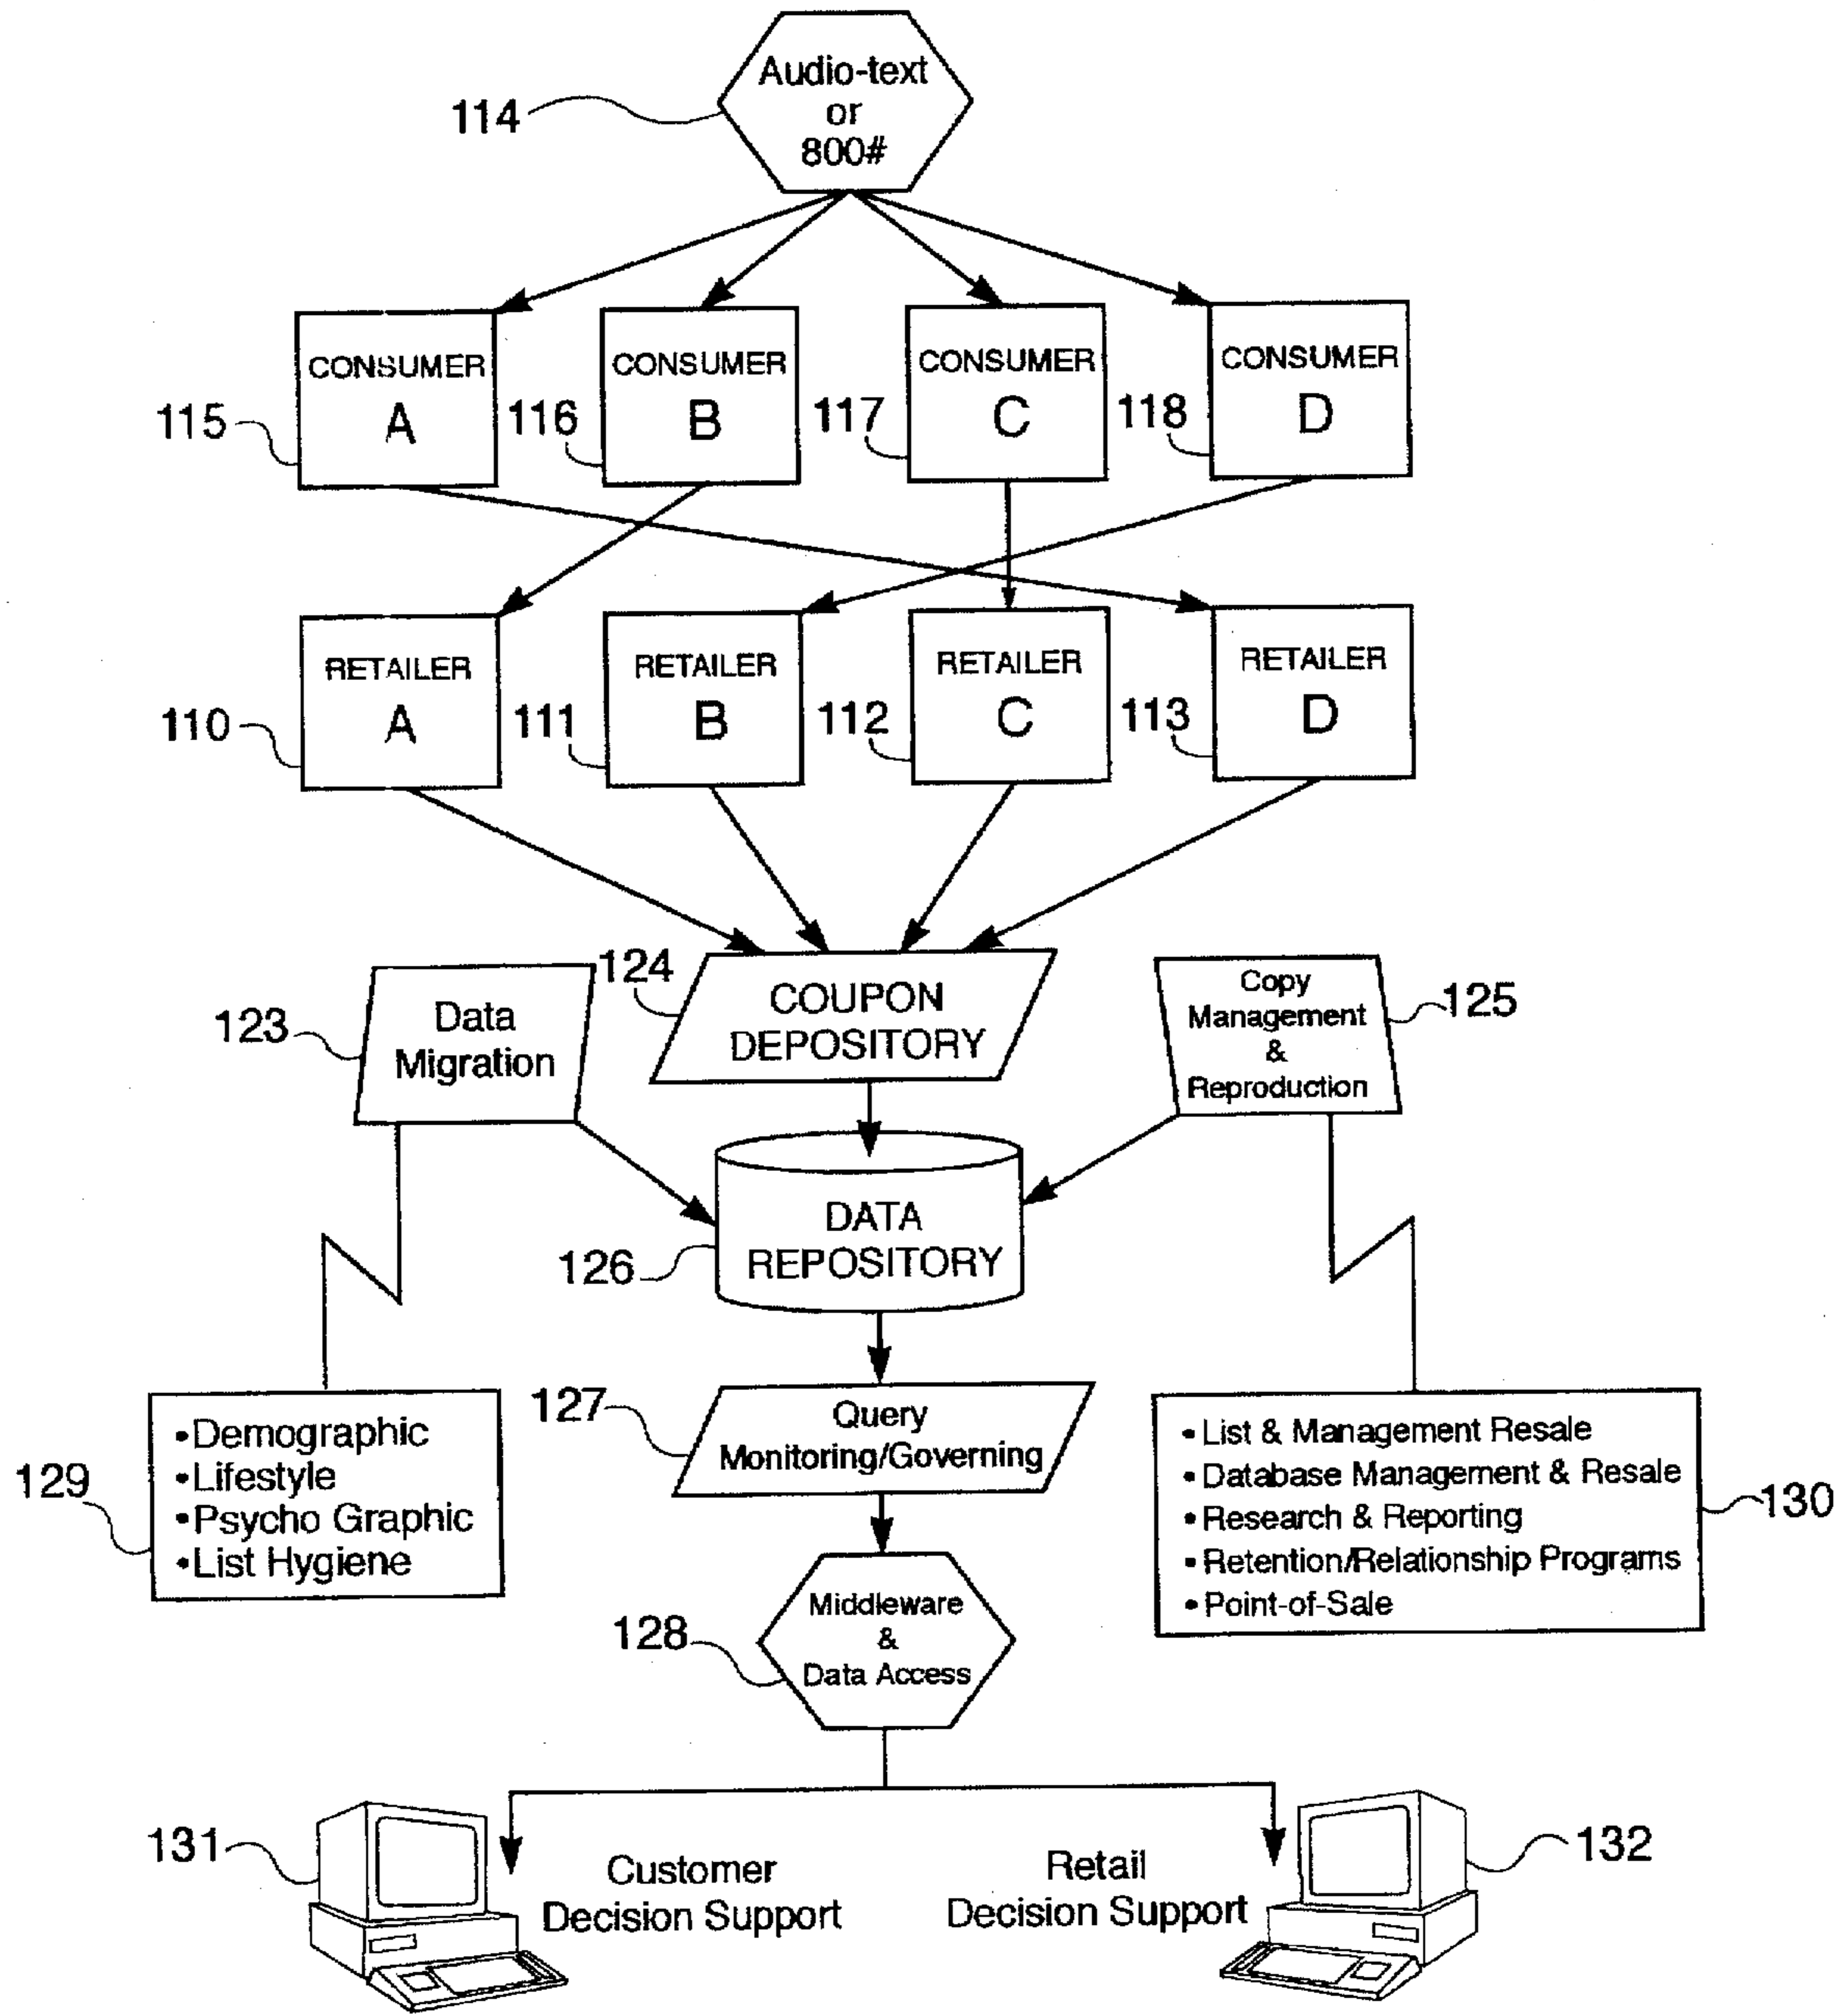 Audio-text
or
800#
114
CONSUMER
A
115
CONSUMER
B
116
CONSUMER
C
117
CONSUMER
D
118
RETAILER
A
110
RETAILER
B
111
RETAILER
C
112
RETAILER
D
113
124
COUPON
DEPOSITORY
123
Data
Migration
Copy
Management
&
Reproduction
125
DATA
REPOSITORY
126
127
Query
Monitoring/Governing
129
•Demographic
•Lifestyle
•Psycho Graphic
•List Hygiene
• List & Management Resale
• Database Management & Resale
• Research & Reporting
• Retention/Relationship Programs
• Point-of-Sale
130
128
Middleware
&
Data Access
131
Customer
Decision Support
Retail
Decision Support
132